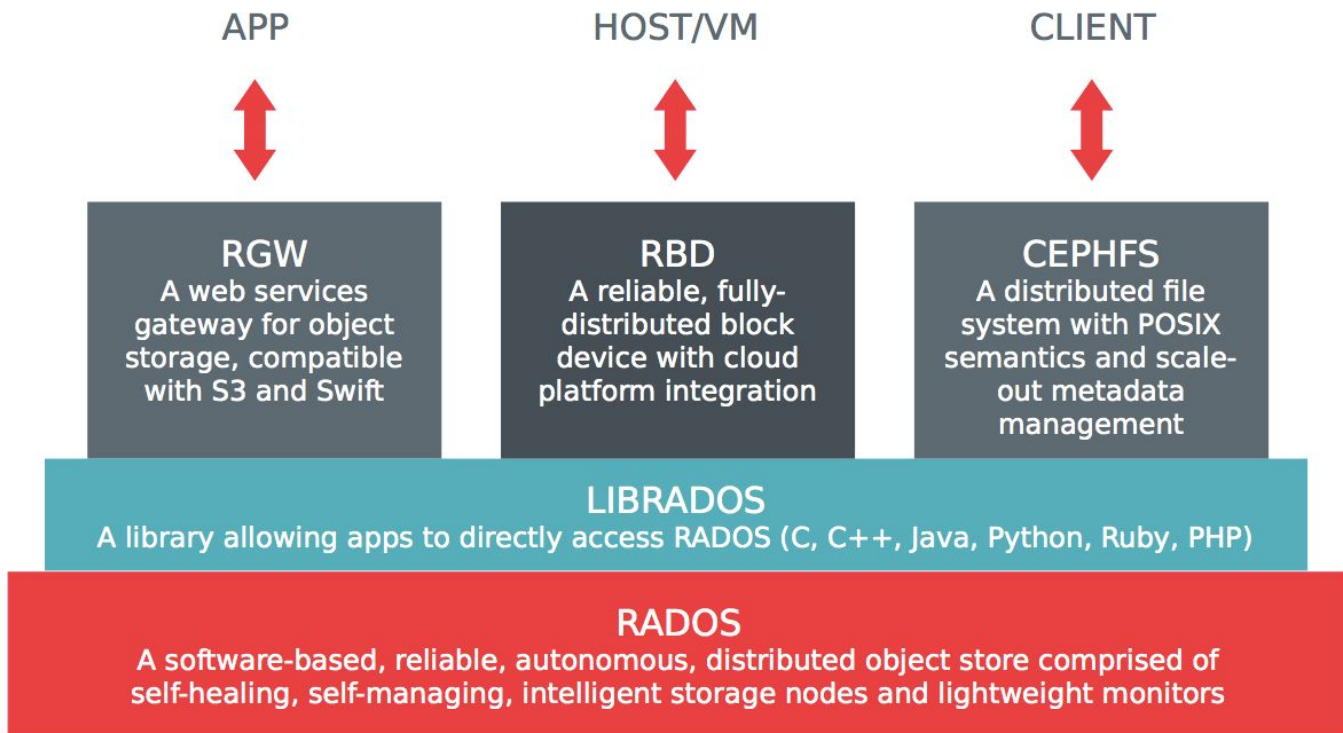 APP
HOST/VM
CLIENT
RGW
A web services
gateway for object
storage, compatible
with S3 and Swift
RBD
A reliable, fully-
distributed block
device with cloud
platform integration
CEPHFS
A distributed file
system with POSIX
semantics and scale-
out metadata
management
LIBRADOS
A library allowing apps to directly access RADOS (C, C++, Java, Python, Ruby, PHP)
RADOS
A software-based, reliable, autonomous, distributed object store comprised of
self-healing, self-managing, intelligent storage nodes and lightweight monitors